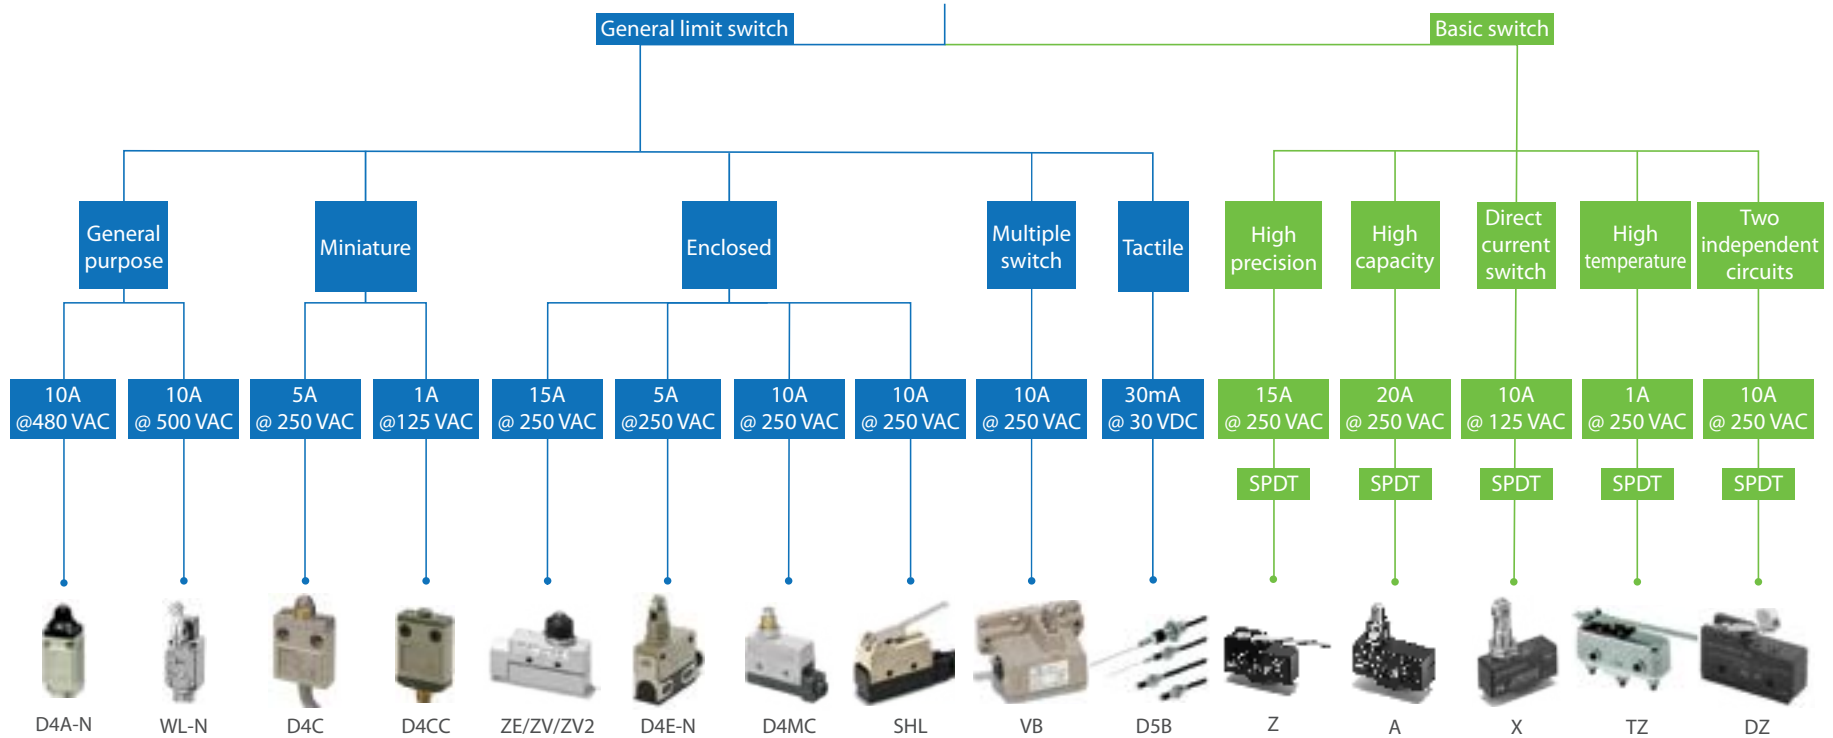 General limit switch
Basic switch
General
purpose
Miniature
Enclosed
Multiple
switch
Tactile
High
precision
High
capacity
Direct
current
switch
High
temperature
Two
independent
circuits
10A
@480 VAC
10A
@ 500 VAC
5A
@ 250 VAC
1A
@125 VAC
15A
@ 250 VAC
5A
@250 VAC
10A
@ 250 VAC
10A
@ 250 VAC
10A
@ 250 VAC
30mA
@ 30 VDC
15A
@ 250 VAC
20A
@ 250 VAC
10A
@ 125 VAC
1A
@ 250 VAC
10A
@ 250 VAC
SPDT
SPDT
SPDT
SPDT
SPDT
D4A-N
WL-N
D4C
D4CC
ZE/ZV/ZV2
D4E-N
D4MC
SHL
VB
D5B
Z
A
X
TZ
DZ